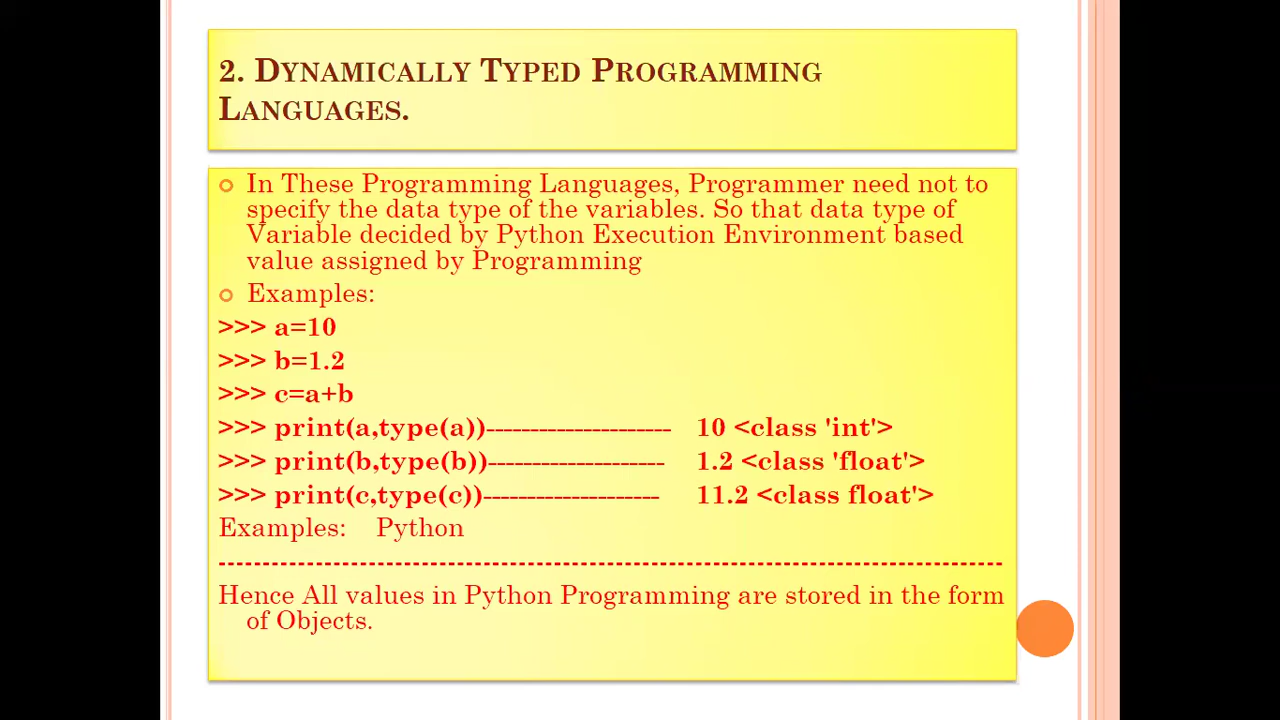 2. Dynamically Typed Programming
Languages.
In These Programming Languages, Programmer need not to
specify the data type of the variables. So that data type of
Variable decided by Python Execution Environment based
value assigned by Programming
Examples:
>>> a=10
>>> b=1.2
>>> c=a+b
>>> print(a,type(a))--------------------- 10 <class 'int'>
>>> print(b,type(b))-------------------- 1.2 <class 'float'>
>>> print(c,type(c))-------------------- 11.2 <class float'>
Examples: Python
-----------------------------------------------------------------------------------------
Hence All values in Python Programming are stored in the form
of Objects.